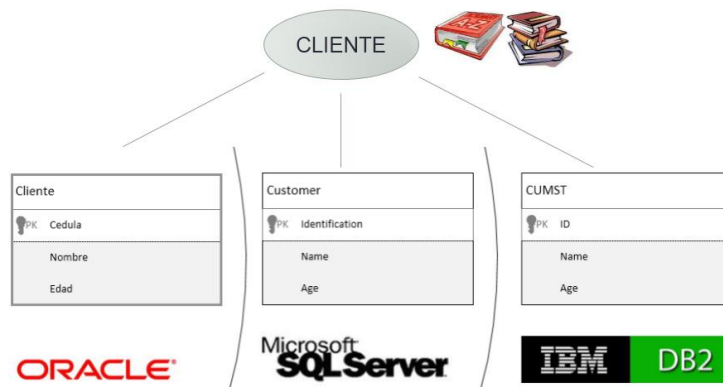 CLIENTE
A-Z
Cliente
PK Cedula
Nombre
Edad
ORACLE®
Customer
PK Identification
Name
Age
Microsoft
SQL Server
CUMST
PK ID
Name
Age
IBM DB2